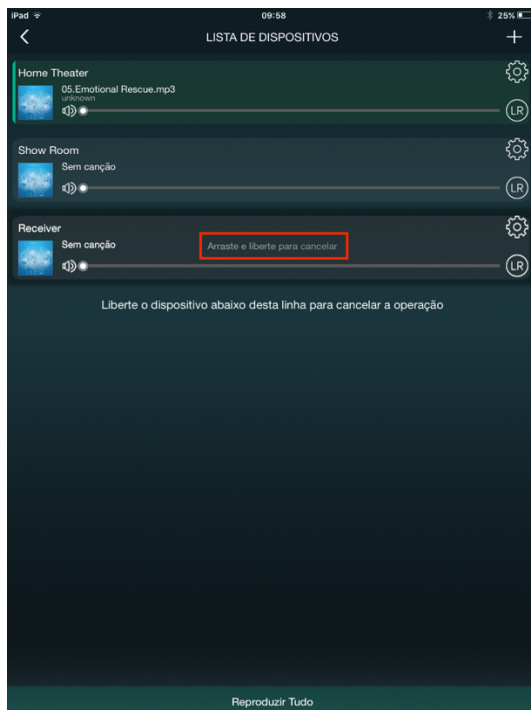 iPad 09:58 25%
LISTA DE DISPOSITIVOS
Home Theater
05.Emotional Rescue.mp3
unknown
LR
Show Room
Sem canção
LR
Receiver
Sem canção Arraste e liberte para cancelar
LR
Liberte o dispositivo abaixo desta linha para cancelar a operação
Reproduzir Tudo